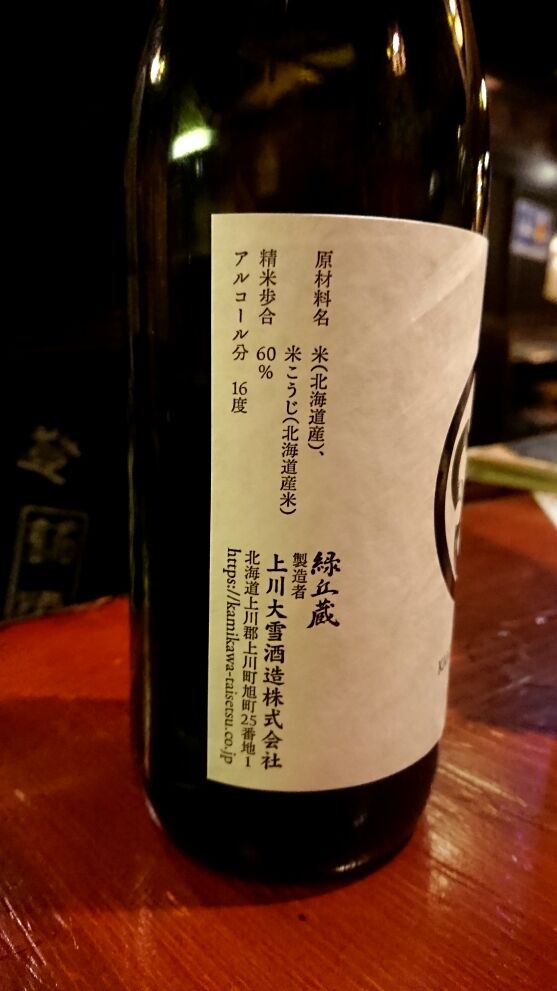 原材料名 米(北海道産)、
米こうじ(北海道産米)
精米歩合 60%
アルコール分 16度
緑丘蔵
製造者
上川大雪酒造株式会社
北海道上川郡上川町旭町25番地1
https://kamikawa-taisetsu.co.jp